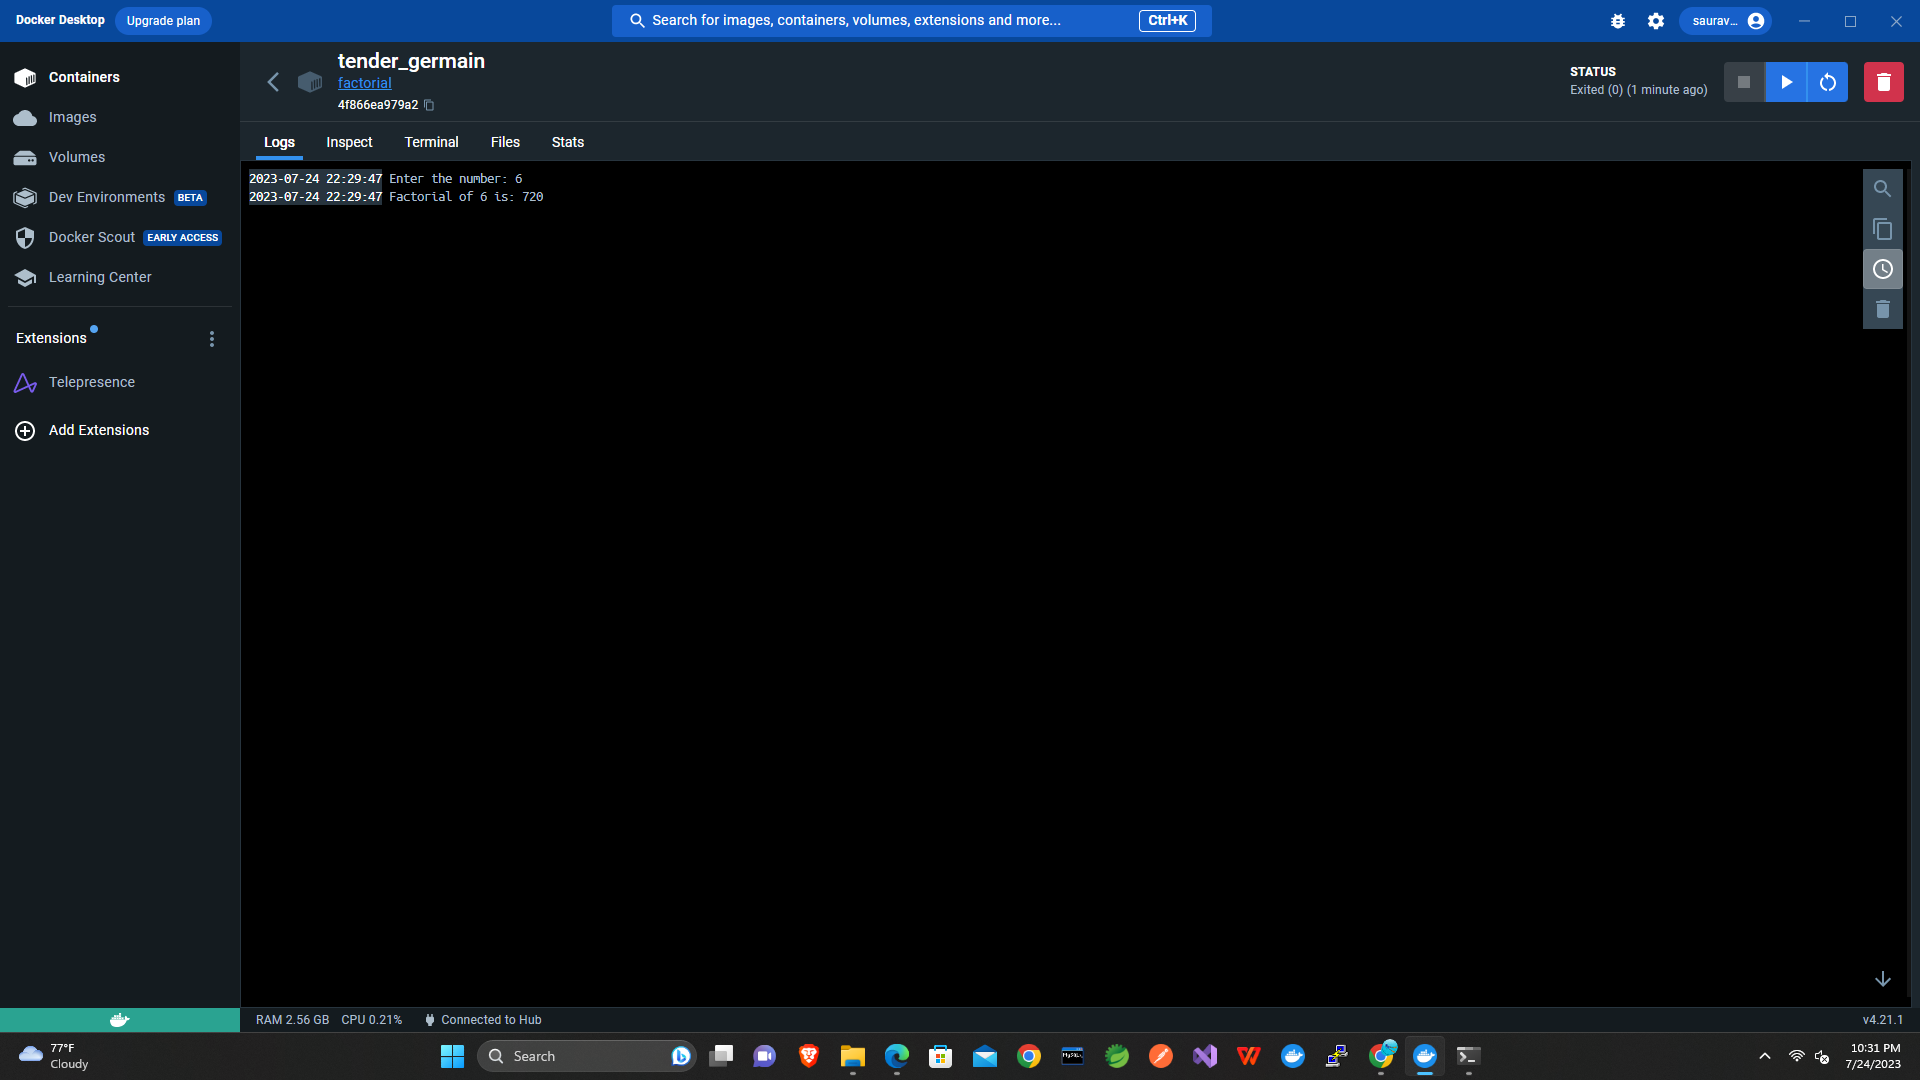 Docker Desktop
Upgrade plan
Search for images, containers, volumes, extensions and more...
Ctrl+K
saurav...
Containers
Images
Volumes
Dev Environments BETA
Docker Scout EARLY ACCESS
Learning Center
Extensions
Telepresence
Add Extensions
tender_germain
factorial
4f866ea979a2
STATUS
Exited (0) (1 minute ago)
Logs Inspect Terminal Files Stats
2023-07-24 22:29:47 Enter the number: 6
2023-07-24 22:29:47 Factorial of 6 is: 720
RAM 2.56 GB CPU 0.21% Connected to Hub
v4.21.1
77°F
Cloudy
Search
MySQL
10:31 PM
7/24/2023